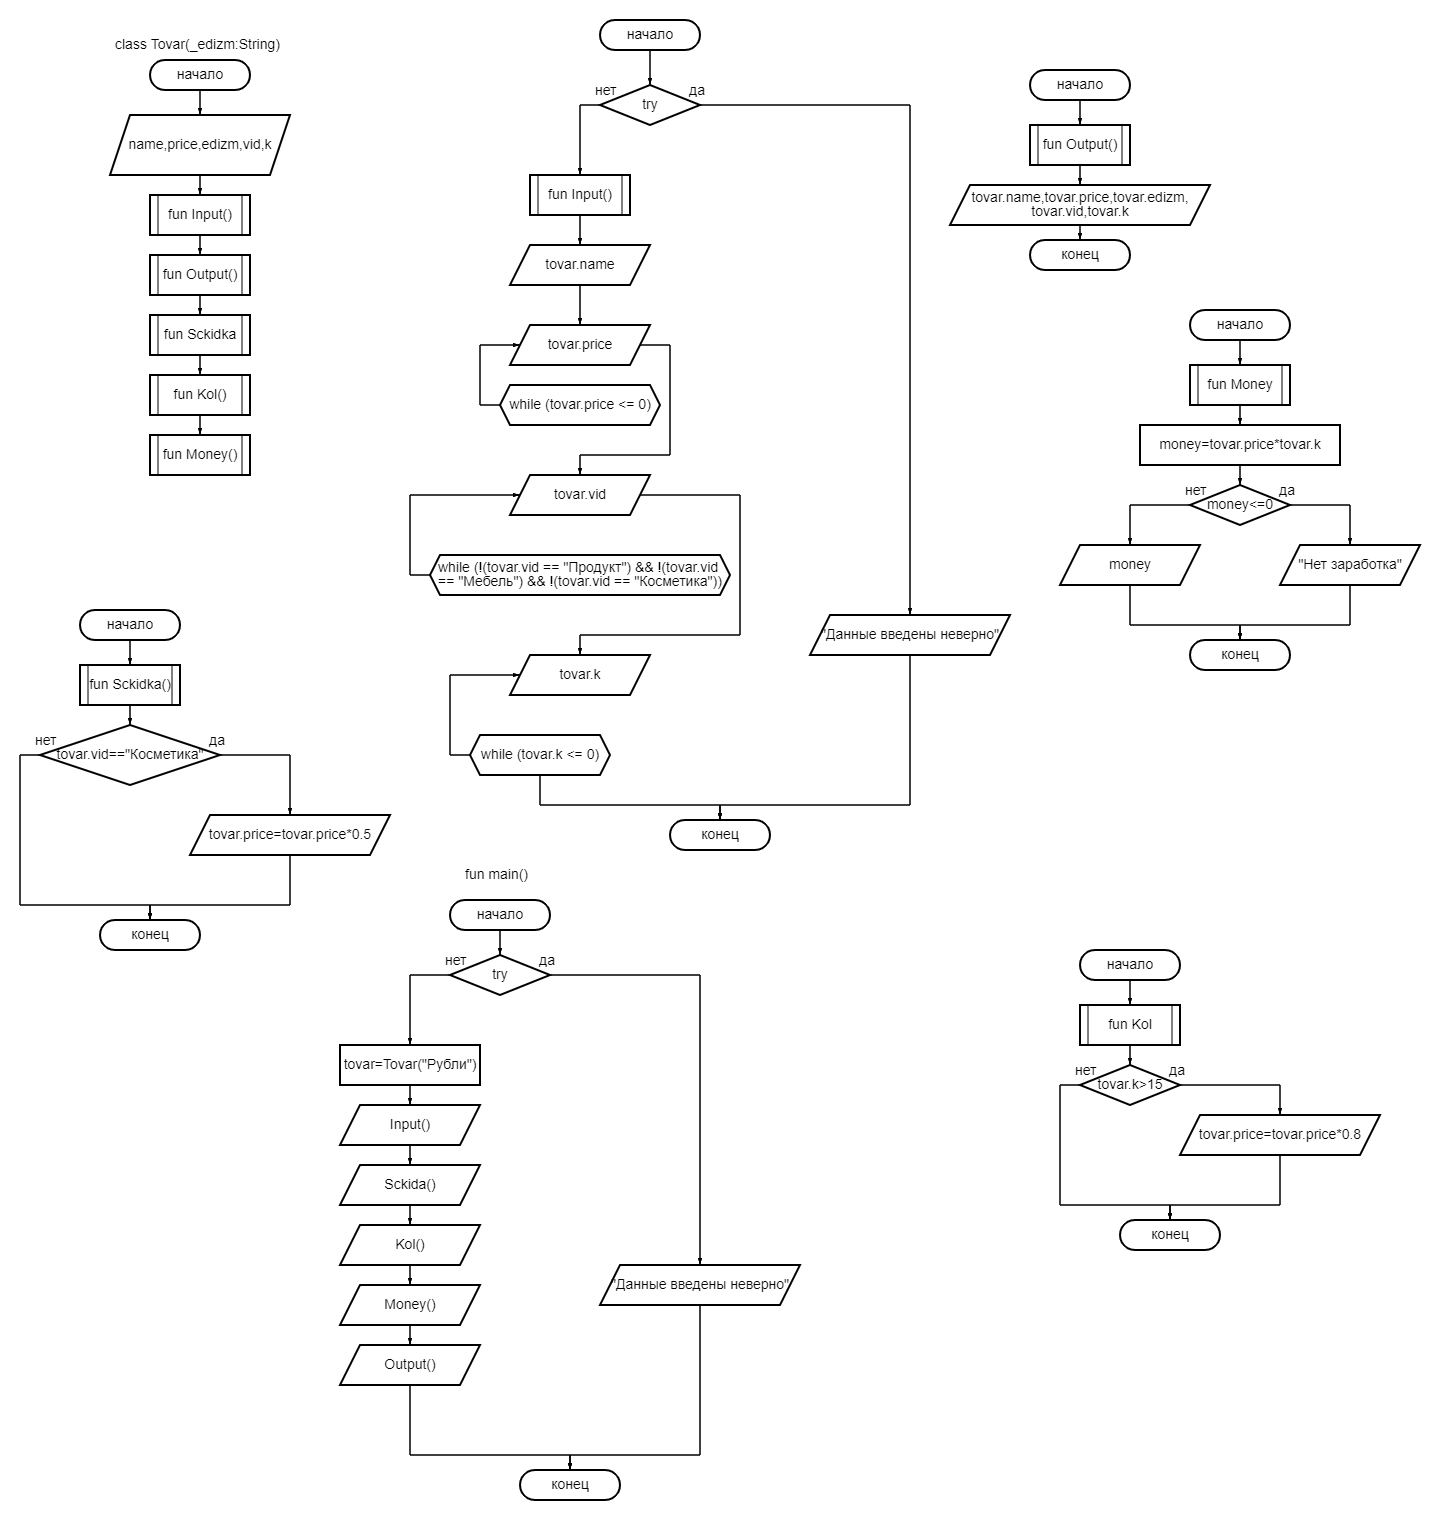 class Tovar(_edizm:String)
начало
name,price,edizm,vid,k
fun Input()
fun Output()
fun Sckidka
fun Kol()
fun Money()
начало
нет
да
try
fun Input()
tovar.name
tovar.price
while (tovar.price <= 0)
tovar.vid
while (!(tovar.vid == "Продукт") && !(tovar.vid
== "Мебель") && !(tovar.vid == "Косметика"))
"Данные введены неверно"
tovar.k
while (tovar.k <= 0)
конец
начало
fun Output()
tovar.name,tovar.price,tovar.edizm,
tovar.vid,tovar.k
конец
начало
fun Money
money=tovar.price*tovar.k
нет
да
money<=0
money
"Нет заработка"
конец
начало
fun Sckidka()
нет
да
tovar.vid=="Косметика"
tovar.price=tovar.price*0.5
конец
fun main()
начало
нет
да
try
tovar=Tovar("Рубли")
Input()
Sckida()
Kol()
Money()
"Данные введены неверно"
Output()
конец
начало
fun Kol
нет
да
tovar.k>15
tovar.price=tovar.price*0.8
конец